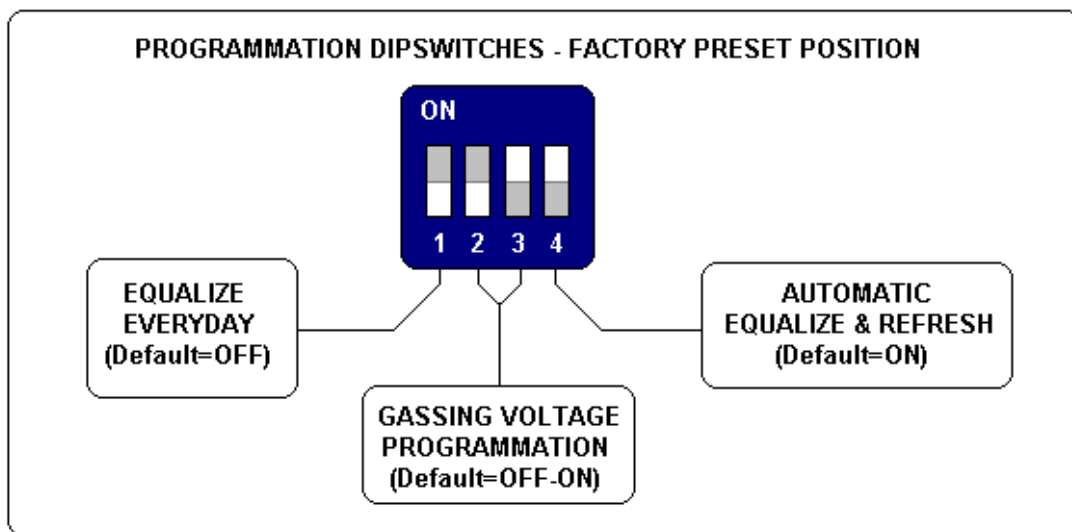 PROGRAMMATION DIPSWITCHES - FACTORY PRESET POSITION
ON
1 2 3 4
EQUALIZE
EVERYDAY
(Default=OFF)
GASSING VOLTAGE
PROGRAMMATION
(Default=OFF-ON)
AUTOMATIC
EQUALIZE & REFRESH
(Default=ON)